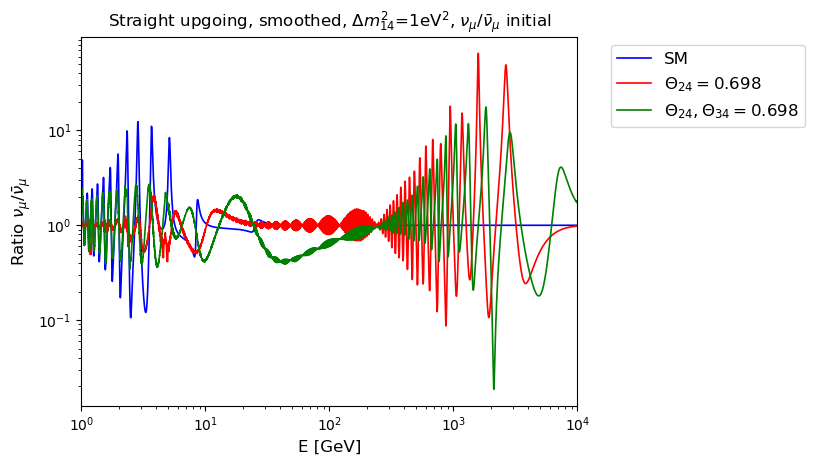 Straight upgoing, smoothed, Δm²₁₄=1eV², ν_μ/ν̄_μ initial
SM
Θ₂₄ = 0.698
Θ₂₄, Θ₃₄ = 0.698
Ratio ν_μ/ν̄_μ
10¹
10⁰
10⁻¹
10⁰
10¹
10²
10³
10⁴
E [GeV]